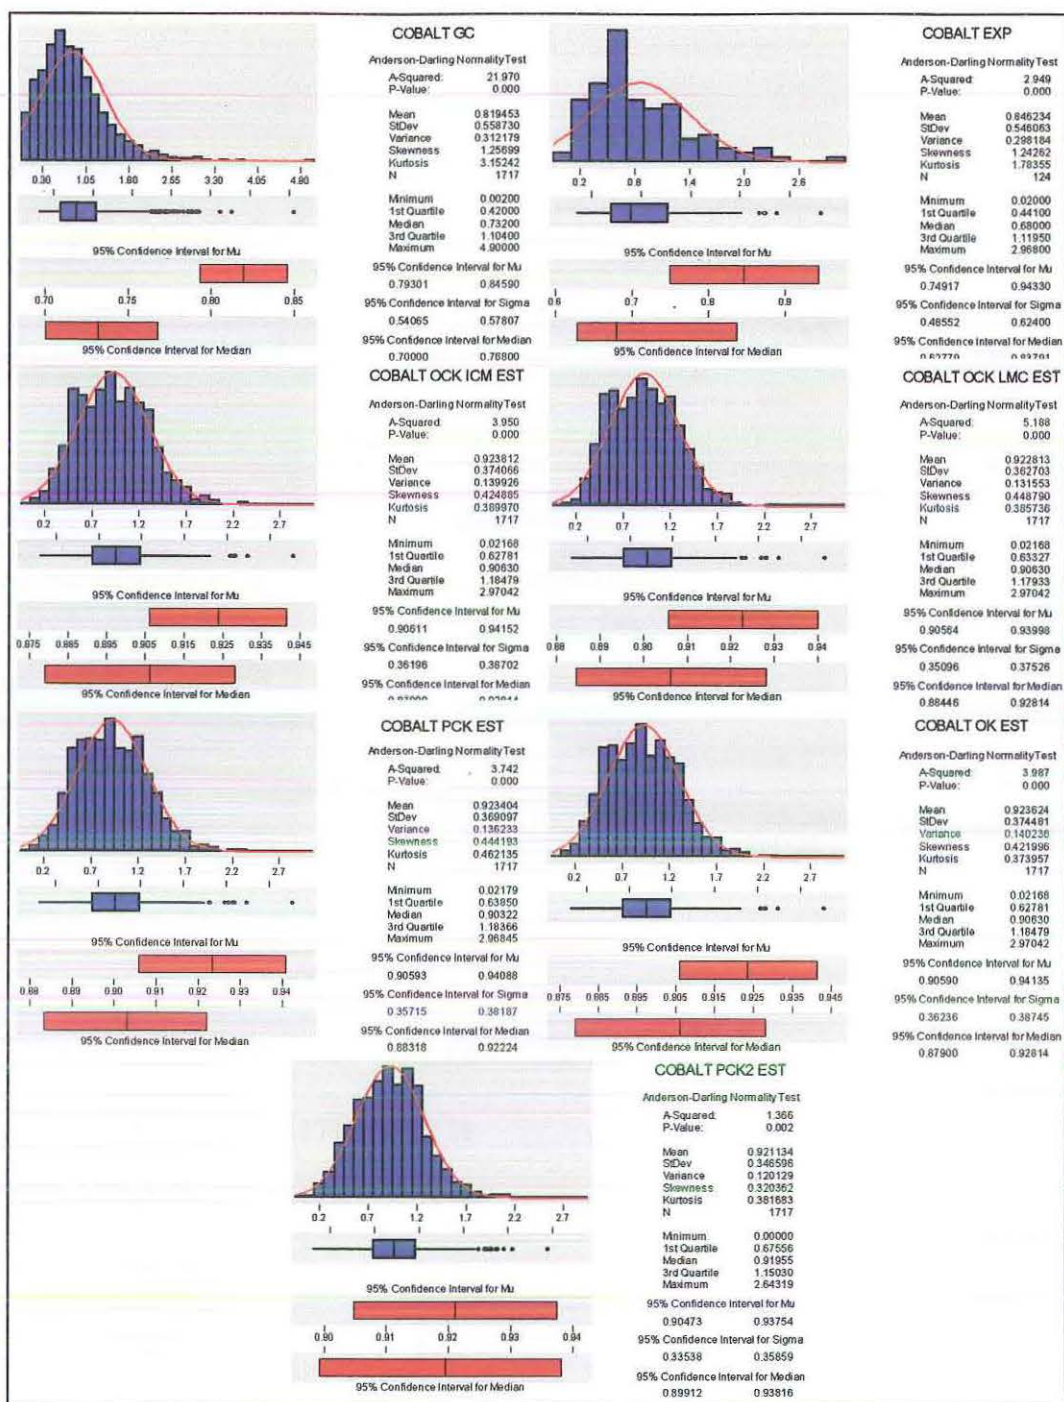 COBALT GC
Anderson-Darling Normality Test
A-Squared: 21.970
P-Value: 0.000
Mean 0.819453
StDev 0.558730
Variance 0.312179
Skewness 1.25699
Kurtosis 3.15242
N 1717
Minimum 0.00200
1st Quartile 0.42000
Median 0.73200
3rd Quartile 1.10400
Maximum 4.90000
95% Confidence Interval for Mu
0.79301 0.84590
95% Confidence Interval for Sigma
0.54065 0.57807
95% Confidence Interval for Median
0.70000 0.76800
0.30 1.05 1.80 2.55 3.30 4.05 4.80
95% Confidence Interval for Mu
0.70 0.75 0.80 0.85
95% Confidence Interval for Median
COBALT EXP
Anderson-Darling Normality Test
A-Squared: 2.949
P-Value: 0.000
Mean 0.846234
StDev 0.546063
Variance 0.298184
Skewness 1.24262
Kurtosis 1.78355
N 124
Minimum 0.02000
1st Quartile 0.44100
Median 0.68000
3rd Quartile 1.11950
Maximum 2.96800
95% Confidence Interval for Mu
0.74917 0.94330
95% Confidence Interval for Sigma
0.48552 0.62400
95% Confidence Interval for Median
0.2 0.8 1.4 2.0 2.6
95% Confidence Interval for Mu
0.6 0.7 0.8 0.9
95% Confidence Interval for Median
COBALT OCK ICM EST
Anderson-Darling Normality Test
A-Squared: 3.950
P-Value: 0.000
Mean 0.923812
StDev 0.374066
Variance 0.139926
Skewness 0.424885
Kurtosis 0.389970
N 1717
Minimum 0.02168
1st Quartile 0.62781
Median 0.90630
3rd Quartile 1.18479
Maximum 2.97042
95% Confidence Interval for Mu
0.90611 0.94152
95% Confidence Interval for Sigma
0.36196 0.38702
95% Confidence Interval for Median
0.2 0.7 1.2 1.7 2.2 2.7
95% Confidence Interval for Mu
0.875 0.885 0.895 0.905 0.915 0.925 0.935 0.945
95% Confidence Interval for Median
COBALT OCK LMC EST
Anderson-Darling Normality Test
A-Squared: 5.188
P-Value: 0.000
Mean 0.922813
StDev 0.362703
Variance 0.131553
Skewness 0.448790
Kurtosis 0.385736
N 1717
Minimum 0.02168
1st Quartile 0.63327
Median 0.90630
3rd Quartile 1.17933
Maximum 2.97042
95% Confidence Interval for Mu
0.90564 0.93998
95% Confidence Interval for Sigma
0.35096 0.37526
95% Confidence Interval for Median
0.88446 0.92814
0.2 0.7 1.2 1.7 2.2 2.7
95% Confidence Interval for Mu
0.88 0.89 0.90 0.91 0.92 0.93 0.94
95% Confidence Interval for Median
COBALT PCK EST
Anderson-Darling Normality Test
A-Squared: 3.742
P-Value: 0.000
Mean 0.923404
StDev 0.369097
Variance 0.136233
Skewness 0.444193
Kurtosis 0.462135
N 1717
Minimum 0.02179
1st Quartile 0.63850
Median 0.90322
3rd Quartile 1.18366
Maximum 2.96845
95% Confidence Interval for Mu
0.90593 0.94088
95% Confidence Interval for Sigma
0.35715 0.38187
95% Confidence Interval for Median
0.88318 0.92224
0.2 0.7 1.2 1.7 2.2 2.7
95% Confidence Interval for Mu
0.88 0.89 0.90 0.91 0.92 0.93 0.94
95% Confidence Interval for Median
COBALT OK EST
Anderson-Darling Normality Test
A-Squared: 3.987
P-Value: 0.000
Mean 0.923624
StDev 0.374481
Variance 0.140236
Skewness 0.421996
Kurtosis 0.373957
N 1717
Minimum 0.02168
1st Quartile 0.62781
Median 0.90630
3rd Quartile 1.18479
Maximum 2.97042
95% Confidence Interval for Mu
0.90590 0.94135
95% Confidence Interval for Sigma
0.36236 0.38745
95% Confidence Interval for Median
0.87900 0.92814
0.2 0.7 1.2 1.7 2.2 2.7
95% Confidence Interval for Mu
0.875 0.885 0.895 0.905 0.915 0.925 0.935 0.945
95% Confidence Interval for Median
COBALT PCK2 EST
Anderson-Darling Normality Test
A-Squared: 1.366
P-Value: 0.002
Mean 0.921134
StDev 0.346596
Variance 0.120129
Skewness 0.320362
Kurtosis 0.381683
N 1717
Minimum 0.00000
1st Quartile 0.67556
Median 0.91955
3rd Quartile 1.15030
Maximum 2.64319
95% Confidence Interval for Mu
0.90473 0.93754
95% Confidence Interval for Sigma
0.33538 0.35859
95% Confidence Interval for Median
0.89912 0.93816
0.2 0.7 1.2 1.7 2.2 2.7
95% Confidence Interval for Mu
0.90 0.91 0.92 0.93 0.94
95% Confidence Interval for Median